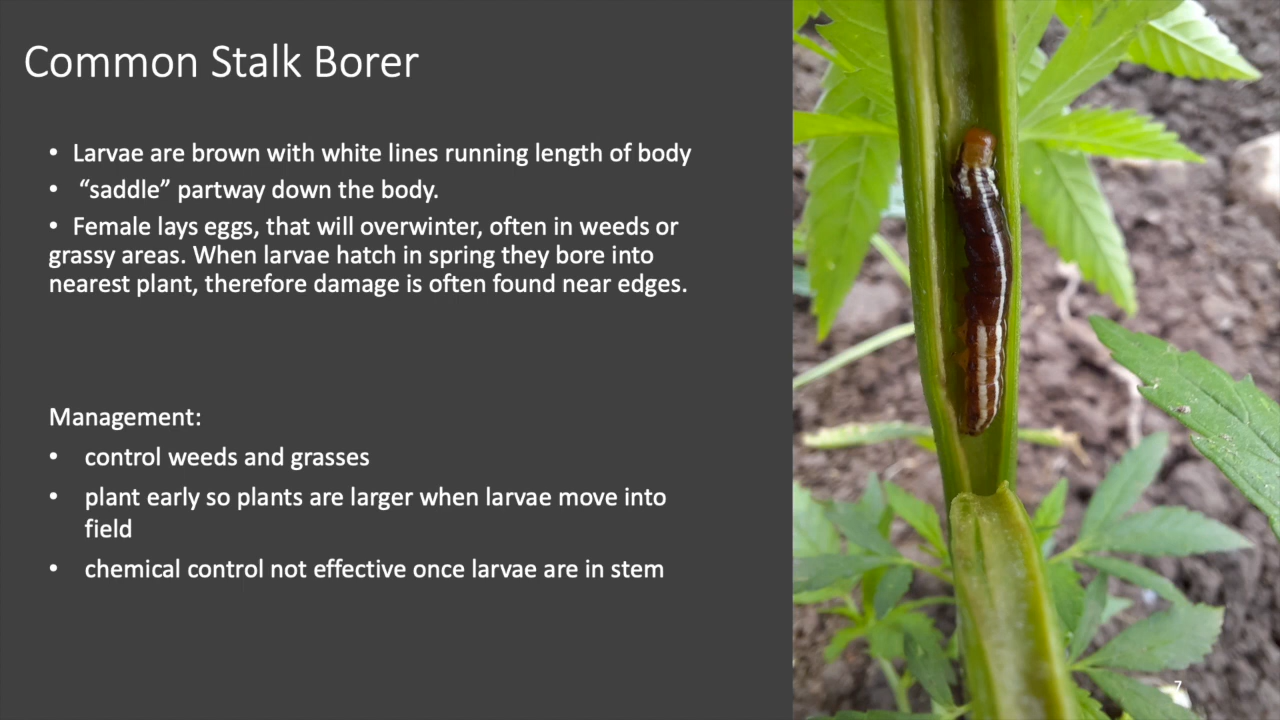 Common Stalk Borer
• Larvae are brown with white lines running length of body
• “saddle” partway down the body.
• Female lays eggs, that will overwinter, often in weeds or
grassy areas. When larvae hatch in spring they bore into
nearest plant, therefore damage is often found near edges.
Management:
• control weeds and grasses
• plant early so plants are larger when larvae move into
field
• chemical control not effective once larvae are in stem
7